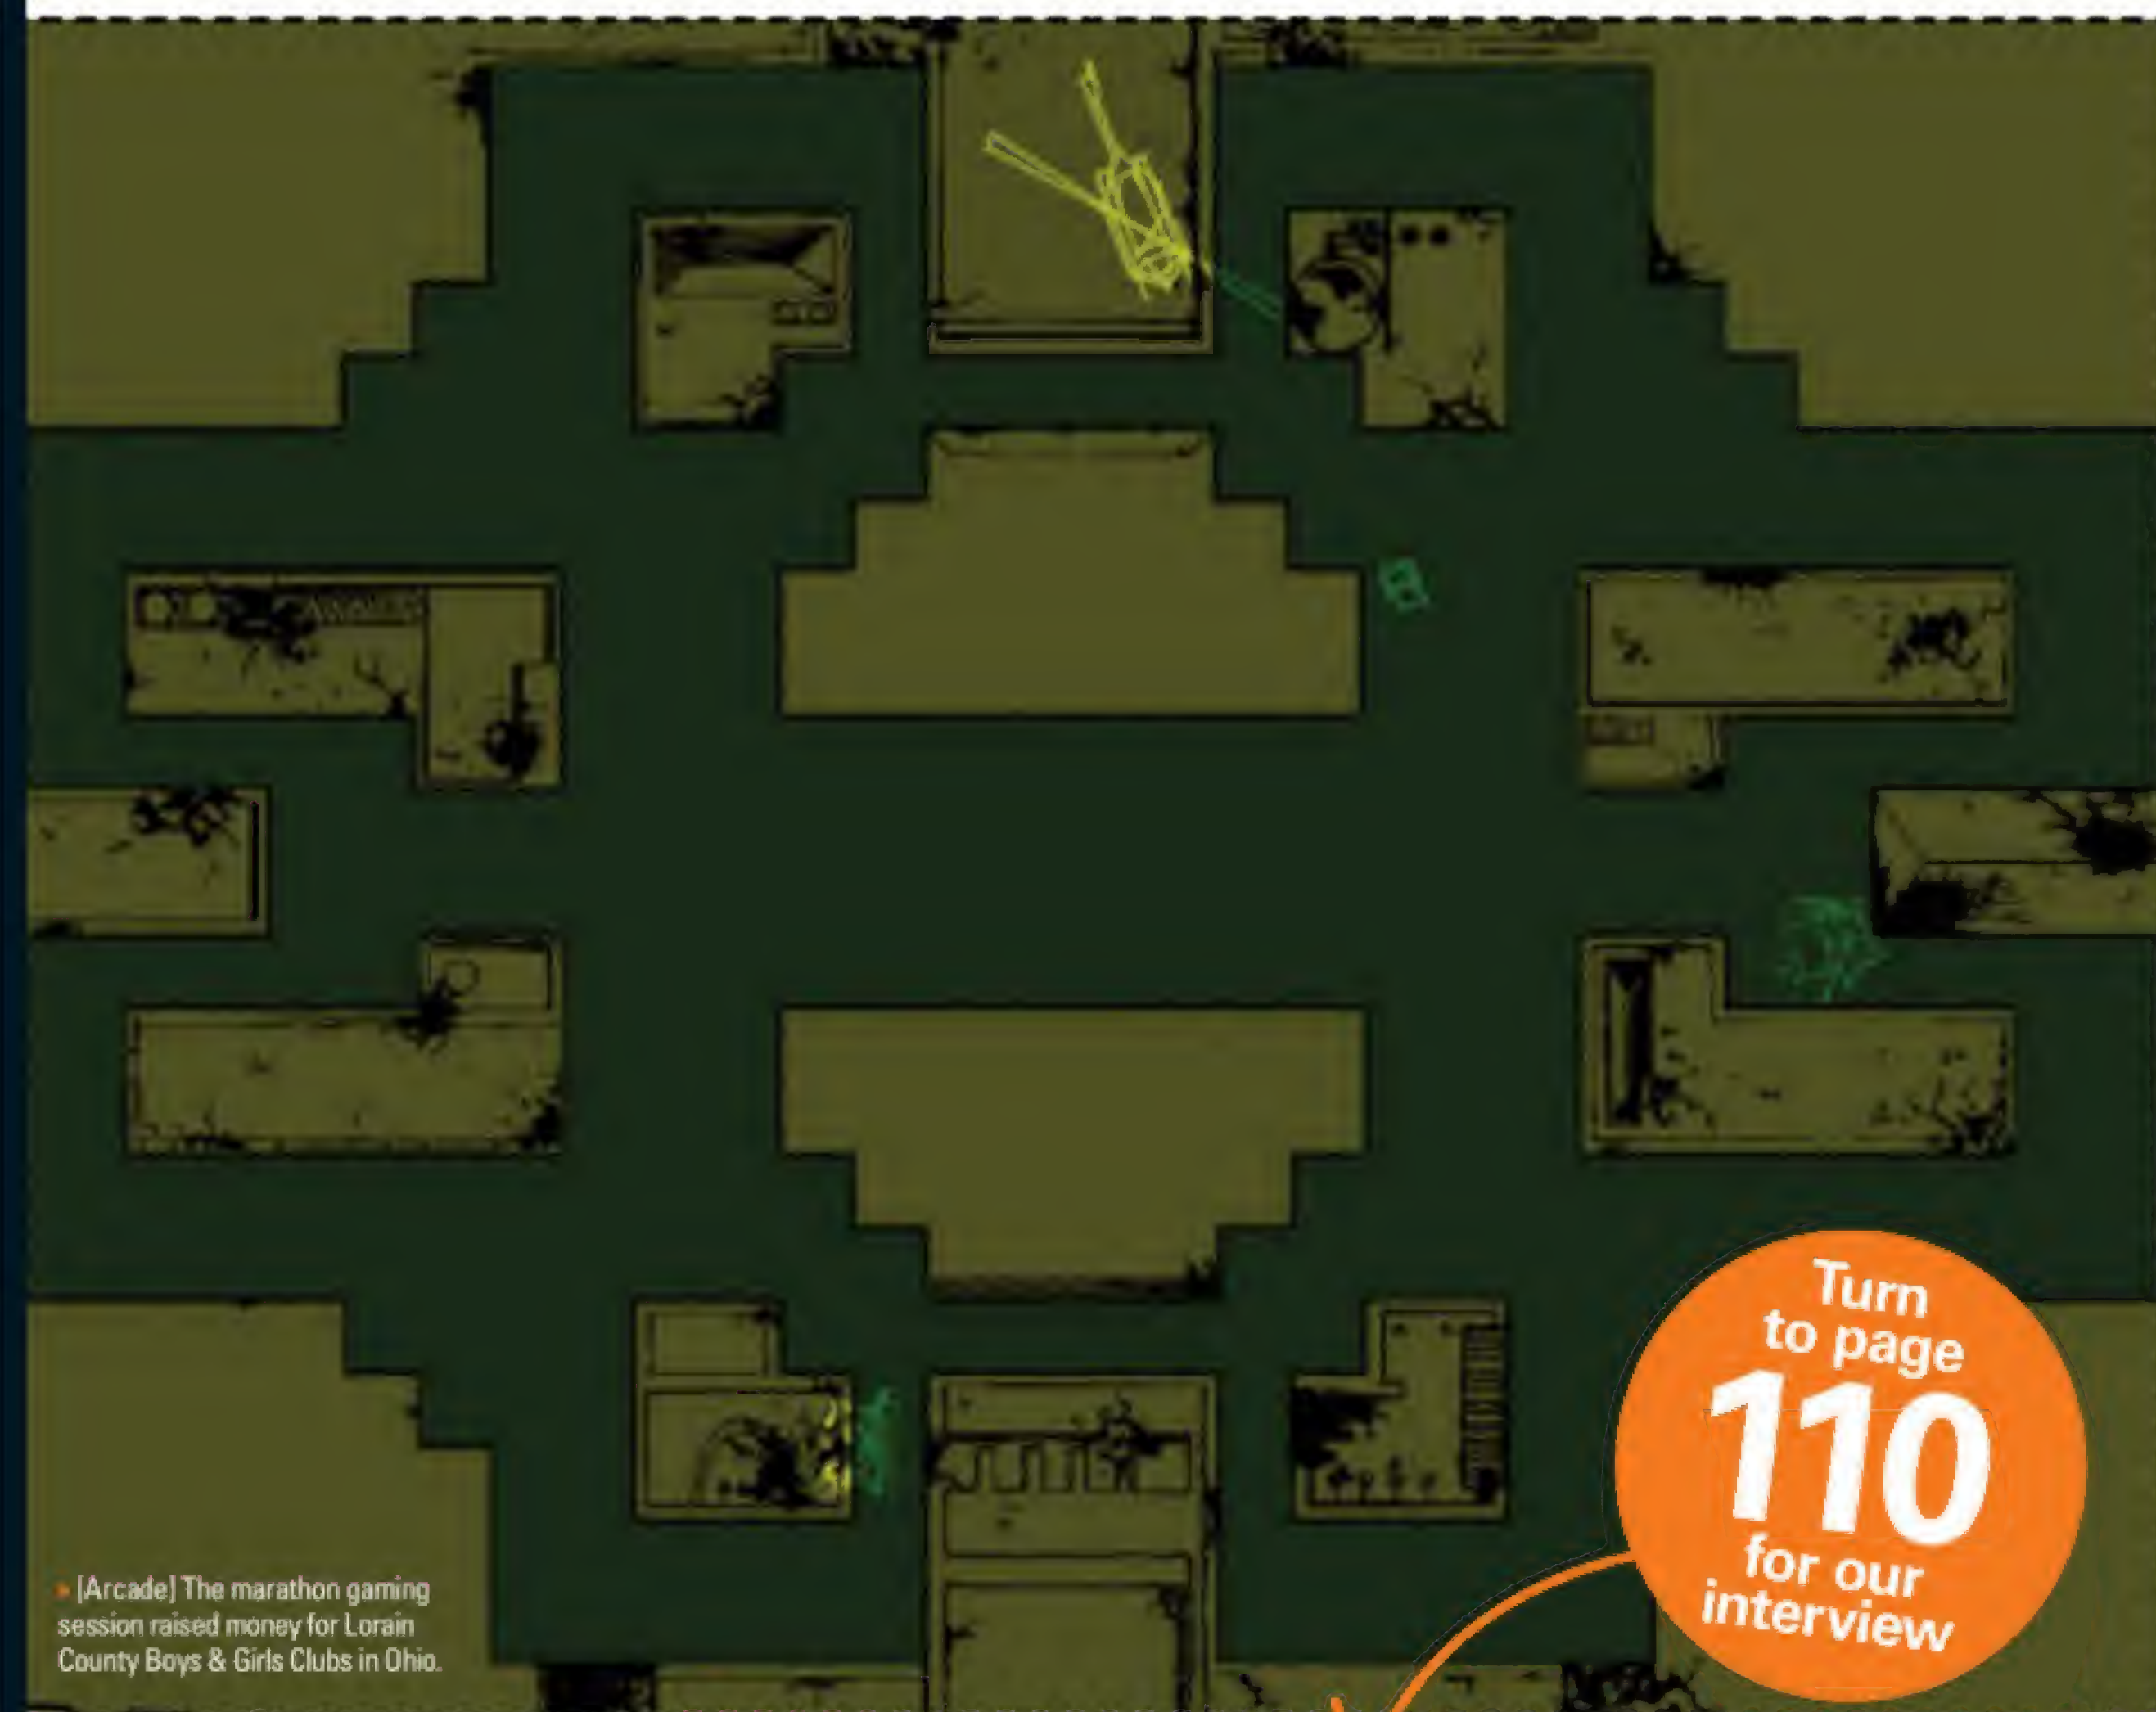 Turn
to page
110
for our
interview
[Arcade] The marathon gaming
session raised money for Lorain
County Boys & Girls Clubs in Ohio.